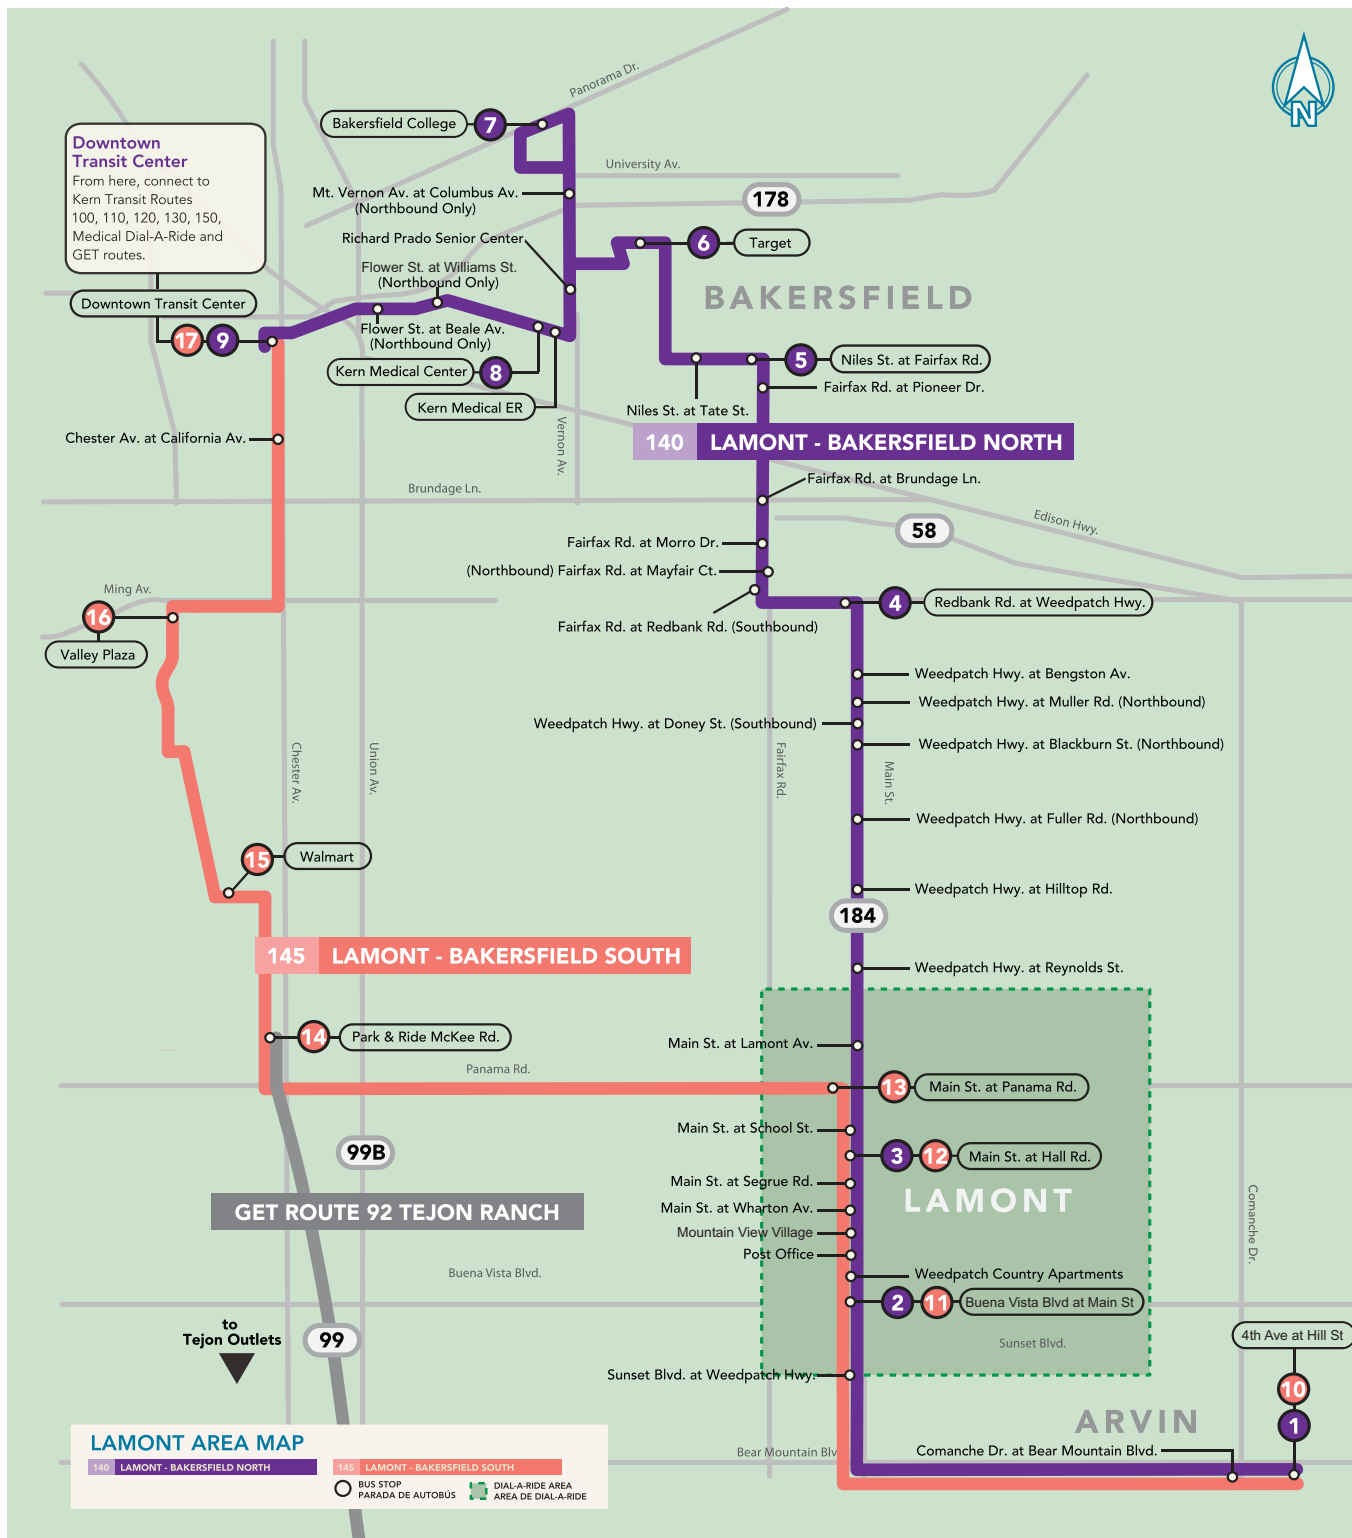 N
Panorama Dr.
Bakersfield College
7
Downtown
Transit Center
From here, connect to
Kern Transit Routes
100, 110, 120, 130, 150,
Medical Dial-A-Ride and
GET routes.
University Av.
Mt. Vernon Av. at Columbus Av.
(Northbound Only)
178
Richard Prado Senior Center
6
Target
Flower St. at Williams St.
(Northbound Only)
BAKERSFIELD
Downtown Transit Center
17
9
Flower St. at Beale Av.
(Northbound Only)
Kern Medical Center
8
5
Niles St. at Fairfax Rd.
Fairfax Rd. at Pioneer Dr.
Kern Medical ER
Niles St. at Tate St.
Vernon Av.
Chester Av. at California Av.
140
LAMONT - BAKERSFIELD NORTH
Fairfax Rd. at Brundage Ln.
Brundage Ln.
Edison Hwy.
58
Fairfax Rd. at Morro Dr.
(Northbound) Fairfax Rd. at Mayfair Ct.
Ming Av.
16
4
Redbank Rd. at Weedpatch Hwy.
Fairfax Rd. at Redbank Rd. (Southbound)
Valley Plaza
Weedpatch Hwy. at Bengston Av.
Weedpatch Hwy. at Muller Rd. (Northbound)
Weedpatch Hwy. at Doney St. (Southbound)
Weedpatch Hwy. at Blackburn St. (Northbound)
Chester Av.
Union Av.
Fairfax Rd.
Main St.
Weedpatch Hwy. at Fuller Rd. (Northbound)
15
Walmart
Weedpatch Hwy. at Hilltop Rd.
184
145
LAMONT - BAKERSFIELD SOUTH
Weedpatch Hwy. at Reynolds St.
14
Park & Ride McKee Rd.
Main St. at Lamont Av.
Panama Rd.
13
Main St. at Panama Rd.
Main St. at School St.
99B
3
12
Main St. at Hall Rd.
Main St. at Segrue Rd.
LAMONT
Main St. at Wharton Av.
GET ROUTE 92 TEJON RANCH
Mountain View Village
Comanche Dr.
Post Office
Buena Vista Blvd.
Weedpatch Country Apartments
2
11
Buena Vista Blvd at Main St
to
Tejon Outlets
99
Sunset Blvd.
4th Ave at Hill St
Sunset Blvd. at Weedpatch Hwy.
10
1
ARVIN
Bear Mountain Blv
Comanche Dr. at Bear Mountain Blvd.
LAMONT AREA MAP
140
LAMONT - BAKERSFIELD NORTH
145
LAMONT - BAKERSFIELD SOUTH
BUS STOP
PARADA DE AUTOBÚS
DIAL-A-RIDE AREA
AREA DE DIAL-A-RIDE